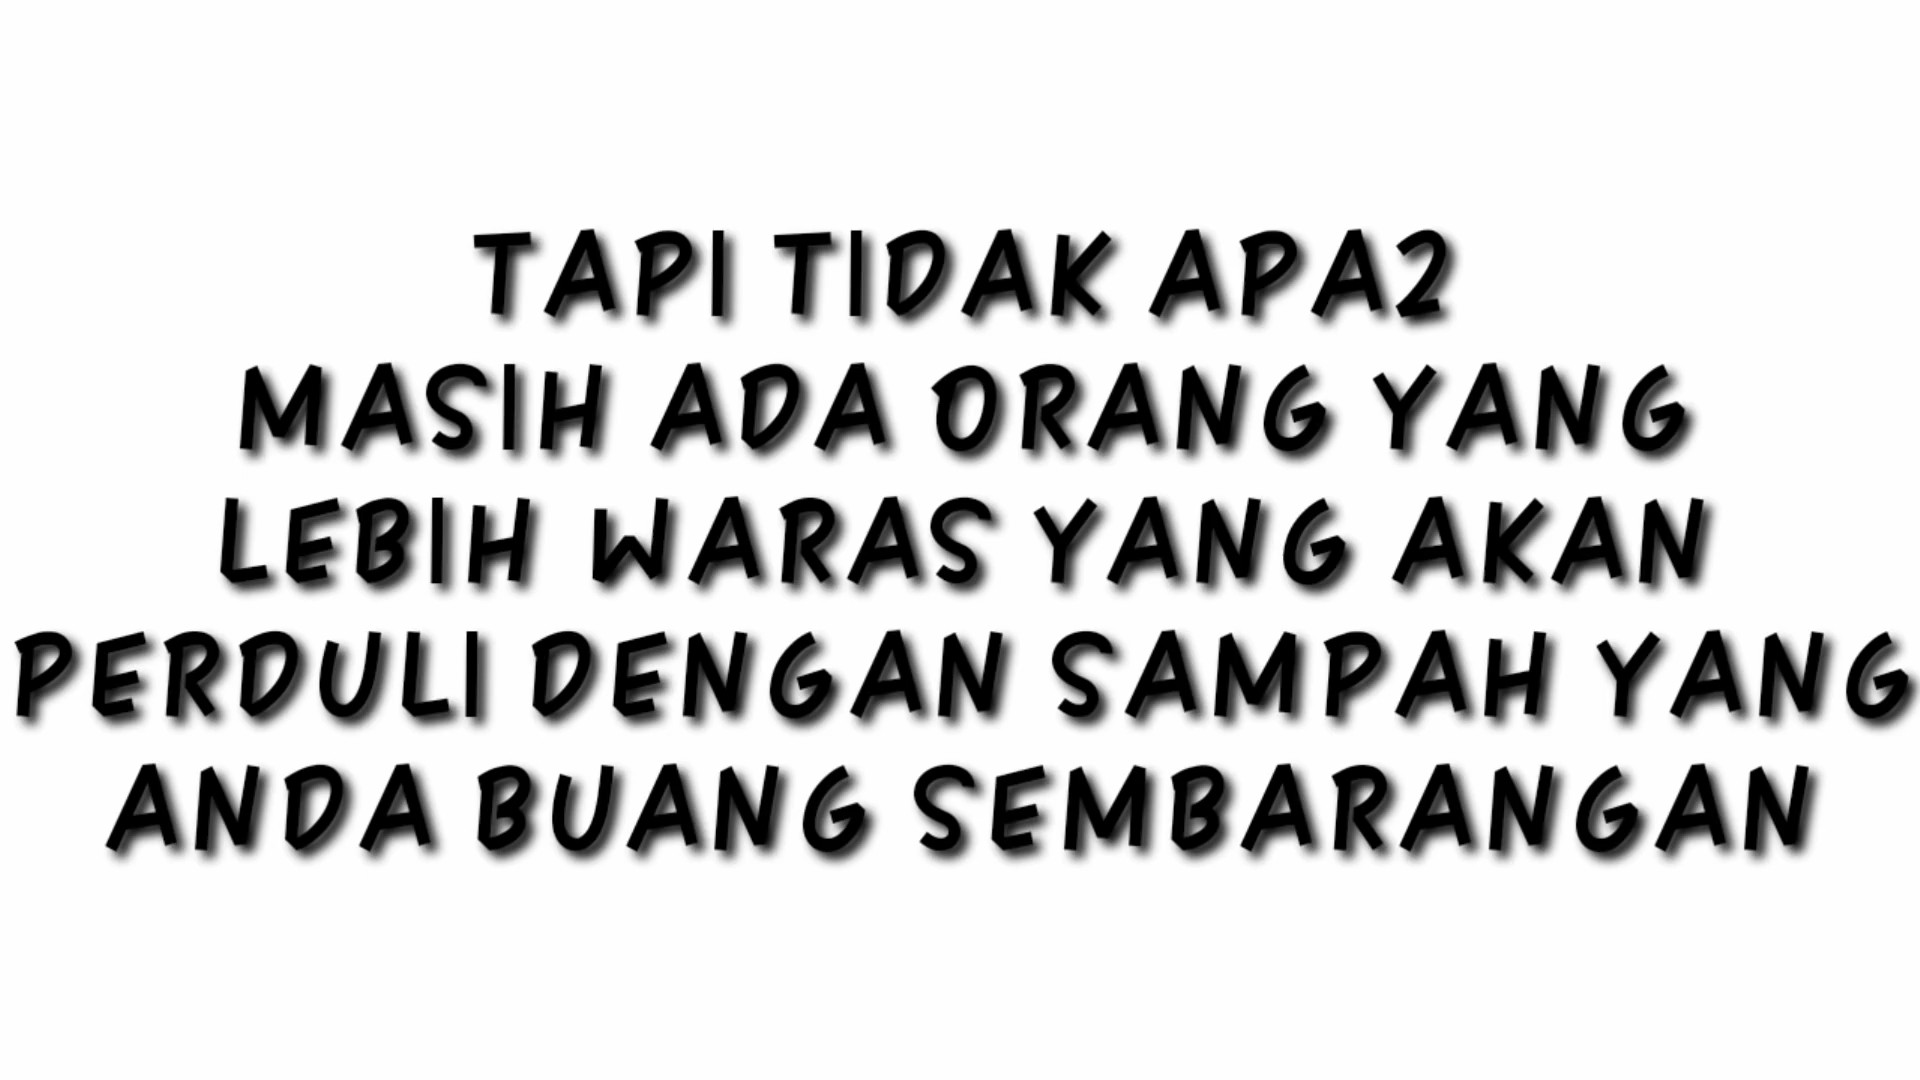 TAPI TIDAK APA2
MASIH ADA ORANG YANG
LEBIH WARAS YANG AKAN
PERDULI DENGAN SAMPAH YANG
ANDA BUANG SEMBARANGAN